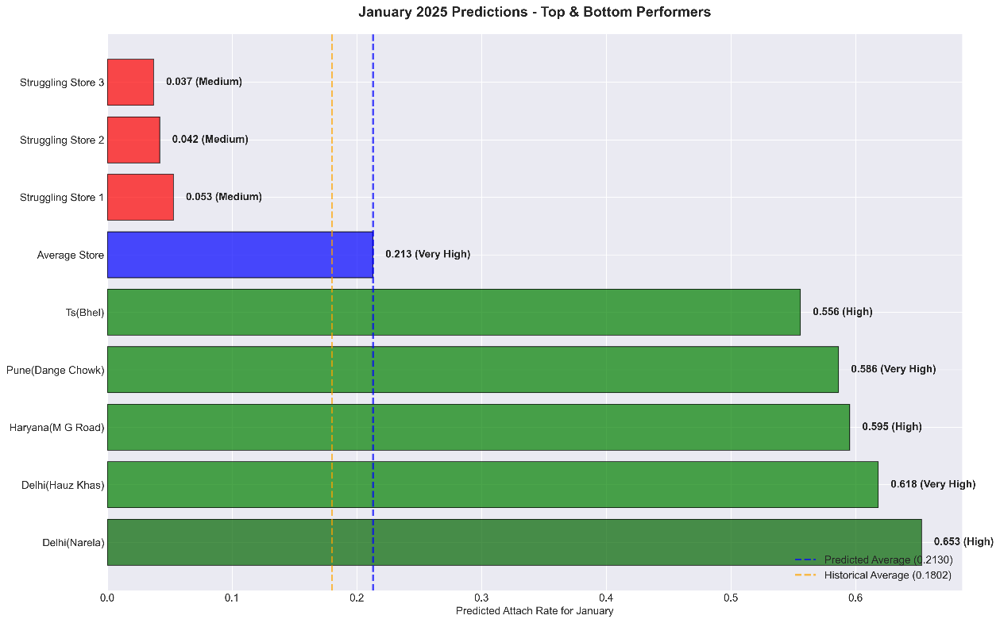 January 2025 Predictions - Top & Bottom Performers
Struggling Store 3
0.037 (Medium)
Struggling Store 2
0.042 (Medium)
Struggling Store 1
0.053 (Medium)
Average Store
0.213 (Very High)
Ts(Bhel)
0.556 (High)
Pune(Dange Chowk)
0.586 (Very High)
Haryana(M G Road)
0.595 (High)
Delhi(Hauz Khas)
0.618 (Very High)
Delhi(Narela)
0.653 (High)
Predicted Average (0.2130)
Historical Average (0.1802)
0.0 0.1 0.2 0.3 0.4 0.5 0.6
Predicted Attach Rate for January